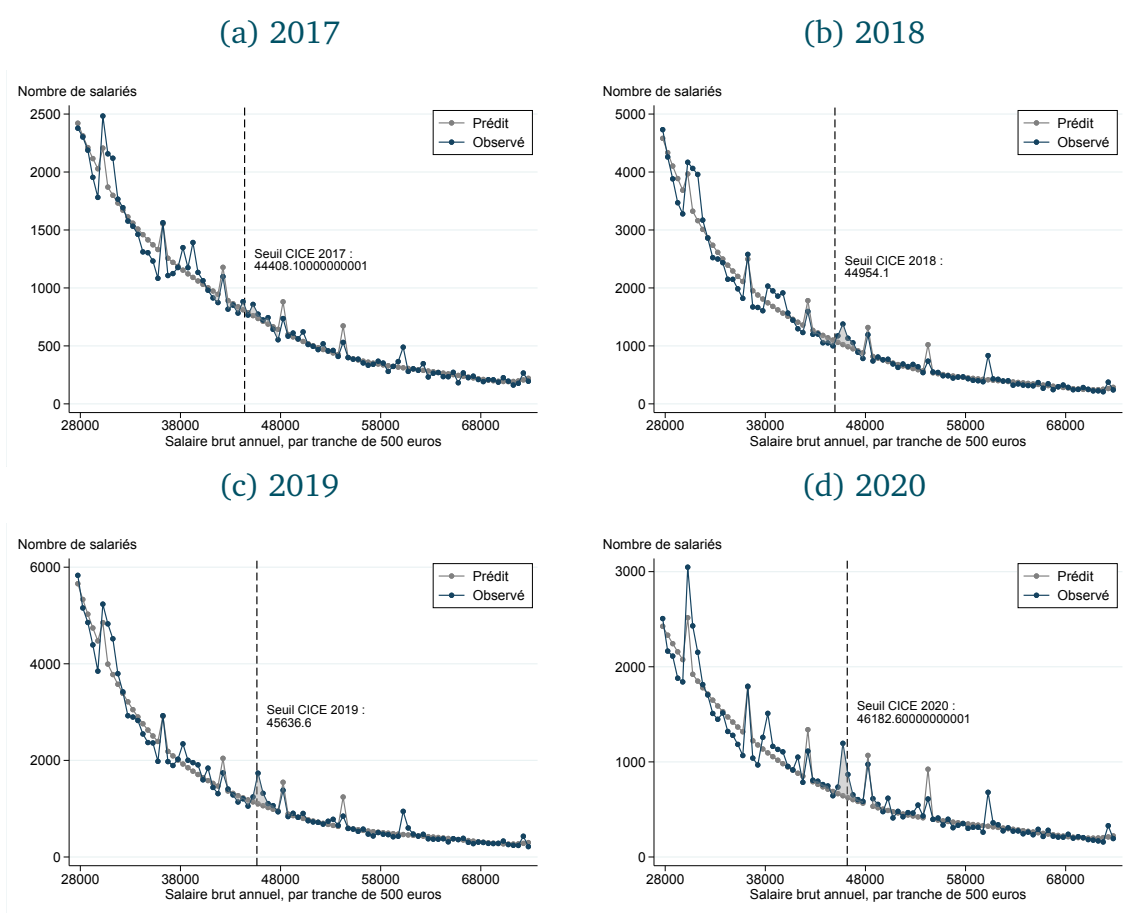 (a) 2017
Nombre de salariés
2500
2000
1500
1000
500
0
Prédit
Observé
Seuil CICE 2017 :
44408.10000000001
28000 38000 48000 58000 68000
Salaire brut annuel, par tranche de 500 euros
(b) 2018
Nombre de salariés
5000
4000
3000
2000
1000
0
Prédit
Observé
Seuil CICE 2018 :
44954.1
28000 38000 48000 58000 68000
Salaire brut annuel, par tranche de 500 euros
(c) 2019
Nombre de salariés
6000
4000
2000
0
Prédit
Observé
Seuil CICE 2019 :
45636.6
28000 38000 48000 58000 68000
Salaire brut annuel, par tranche de 500 euros
(d) 2020
Nombre de salariés
3000
2000
1000
0
Prédit
Observé
Seuil CICE 2020 :
46182.60000000001
28000 38000 48000 58000 68000
Salaire brut annuel, par tranche de 500 euros